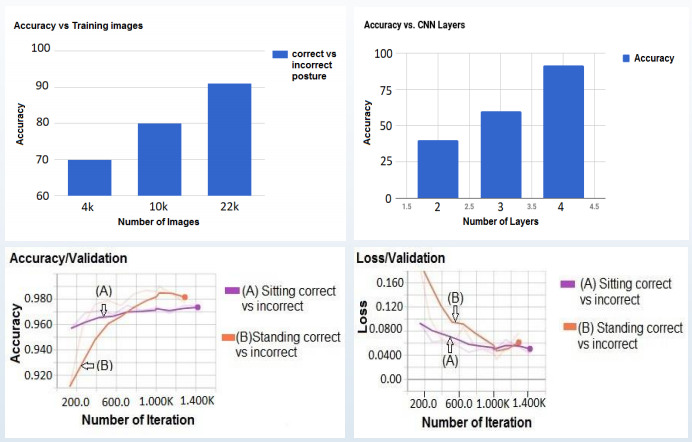 Accuracy vs Training images
100
90
80
70
60
Accuracy
4k 10k 22k
Number of Images
correct vs
incorrect
posture
Accuracy vs. CNN Layers
100
75
50
25
0
Accuracy
1.5 2 2.5 3 3.5 4 4.5
Number of Layers
Accuracy
Accuracy/Validation
0.980
0.960
0.940
0.920
Accuracy
(A)
(B)
200.0 600.0 1.000K 1.400K
Number of Iteration
(A) Sitting correct
vs incorrect
(B)Standing correct
vs incorrect
Loss/Validation
0.160
0.120
0.0800
0.0400
0.00
Loss
(B)
(A)
200.0 600.0 1.000K 1.400K
Number of Iteration
(A) Sitting correct
vs incorrect
(B) Standing correct
vs incorrect